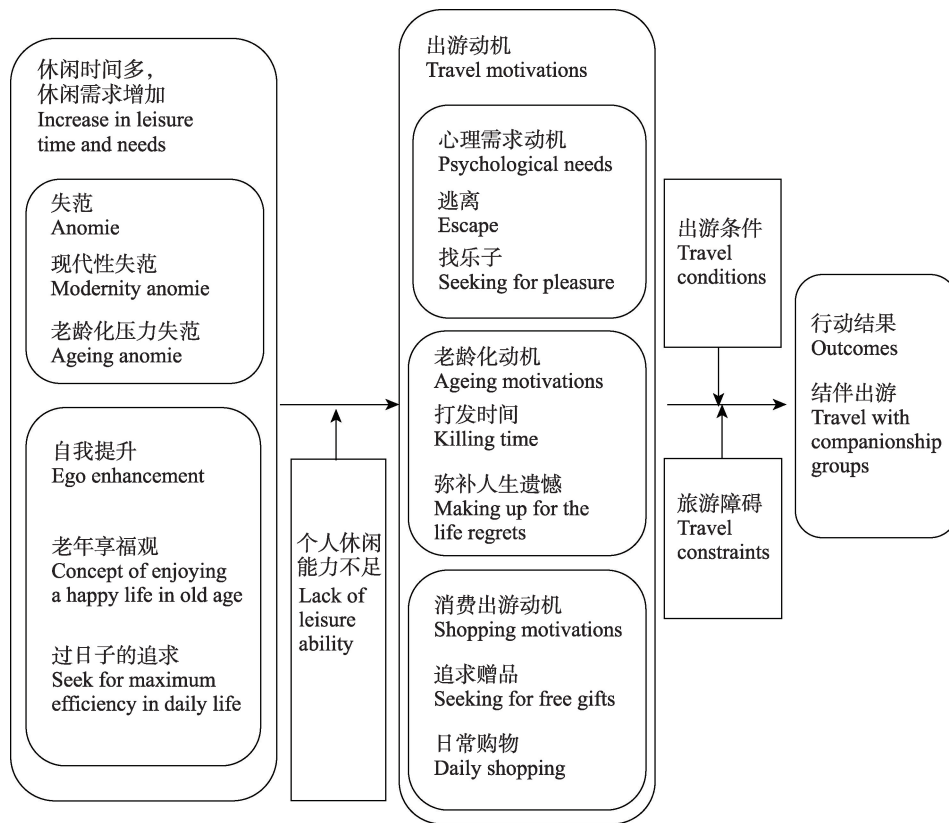 休闲时间多，
休闲需求增加
Increase in leisure
time and needs
失范
Anomie
现代性失范
Modernity anomie
老龄化压力失范
Ageing anomie
自我提升
Ego enhancement
老年享福观
Concept of enjoying
a happy life in old age
过日子的追求
Seek for maximum
efficiency in daily life
个人休闲
能力不足
Lack of
leisure
ability
出游动机
Travel motivations
心理需求动机
Psychological needs
逃离
Escape
找乐子
Seeking for pleasure
老龄化动机
Ageing motivations
打发时间
Killing time
弥补人生遗憾
Making up for the
life regrets
消费出游动机
Shopping motivations
追求赠品
Seeking for free gifts
日常购物
Daily shopping
出游条件
Travel
conditions
旅游障碍
Travel
constraints
行动结果
Outcomes
结伴出游
Travel with
companionship
groups